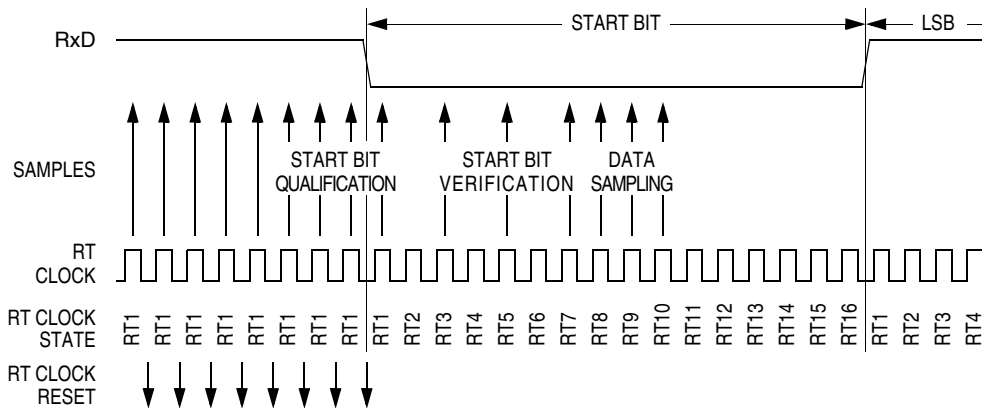 START BIT
LSB
RxD
SAMPLES
START BIT
QUALIFICATION
START BIT
VERIFICATION
DATA
SAMPLING
RT
CLOCK
RT CLOCK
STATE
RT1 RT1 RT1 RT1 RT1 RT1 RT1 RT1 RT1 RT2 RT3 RT4 RT5 RT6 RT7 RT8 RT9 RT10 RT11 RT12 RT13 RT14 RT15 RT16 RT1 RT2 RT3 RT4
RT CLOCK
RESET